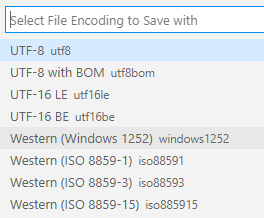 Select File Encoding to Save with
UTF-8 utf8
UTF-8 with BOM utf8bom
UTF-16 LE utf16le
UTF-16 BE utf16be
Western (Windows 1252) windows1252
Western (ISO 8859-1) iso88591
Western (ISO 8859-3) iso88593
Western (ISO 8859-15) iso885915